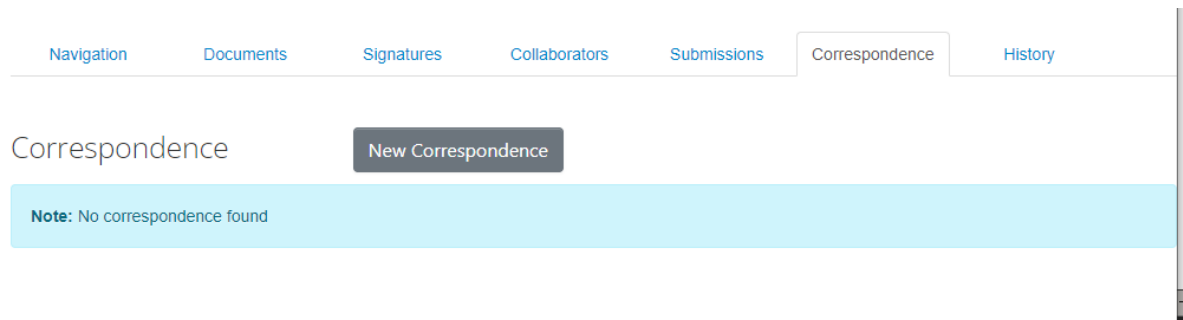 Navigation Documents Signatures Collaborators Submissions Correspondence History
Correspondence New Correspondence
Note: No correspondence found